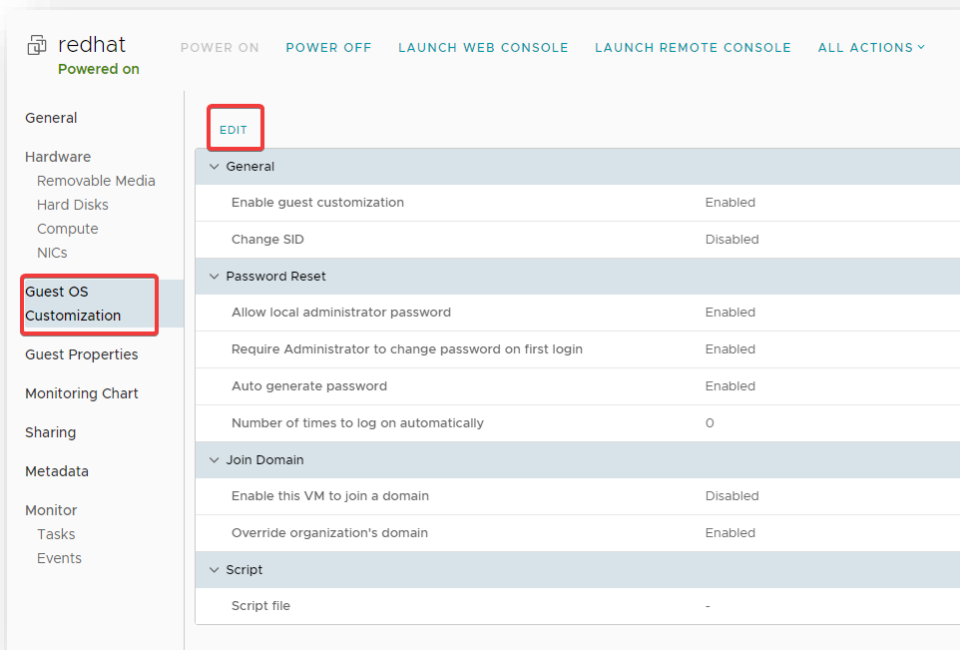 redhat
POWER ON POWER OFF LAUNCH WEB CONSOLE LAUNCH REMOTE CONSOLE ALL ACTIONS
Powered on
General
Hardware
Removable Media
Hard Disks
Compute
NICs
Guest OS
Customization
Guest Properties
Monitoring Chart
Sharing
Metadata
Monitor
Tasks
Events
EDIT
General
Enable guest customization Enabled
Change SID Disabled
Password Reset
Allow local administrator password Enabled
Require Administrator to change password on first login Enabled
Auto generate password Enabled
Number of times to log on automatically 0
Join Domain
Enable this VM to join a domain Disabled
Override organization's domain Enabled
Script
Script file -